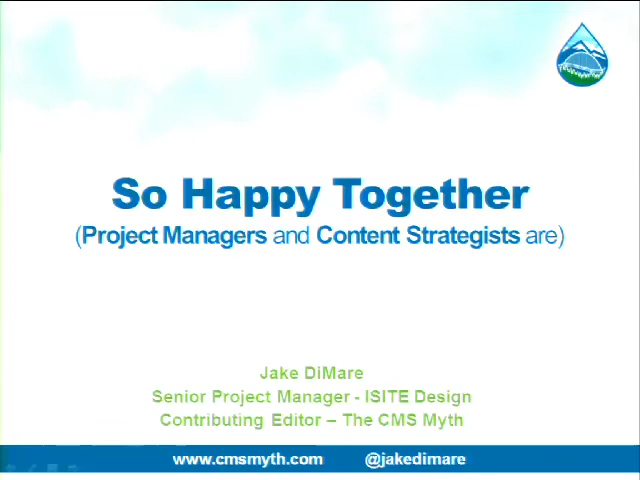 So Happy Together
(Project Managers and Content Strategists are)
Jake DiMare
Senior Project Manager - ISITE Design
Contributing Editor – The CMS Myth
www.cmsmyth.com @jakedimare